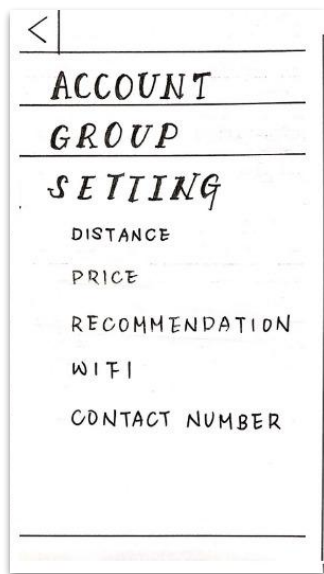 <
ACCOUNT
GROUP
SETTING
DISTANCE
PRICE
RECOMMENDATION
WIFI
CONTACT NUMBER